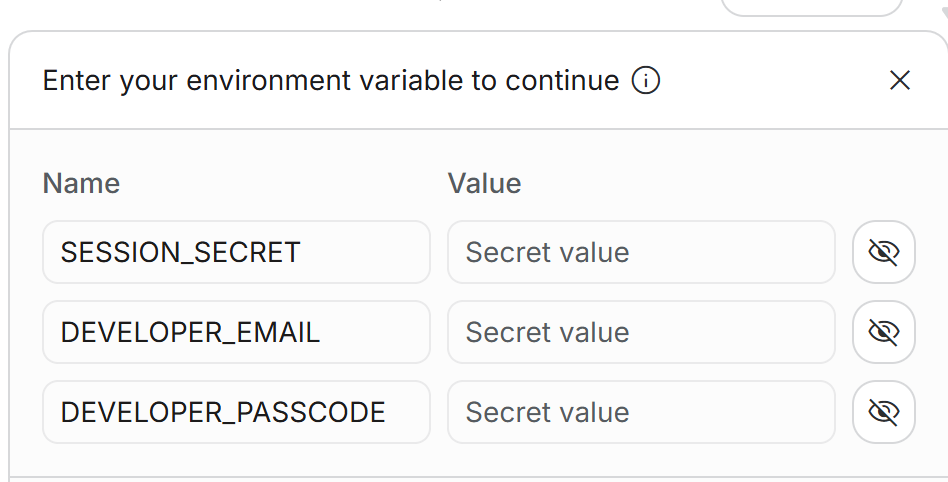 Enter your environment variable to continue
Name Value
SESSION_SECRET Secret value
DEVELOPER_EMAIL Secret value
DEVELOPER_PASSCODE Secret value